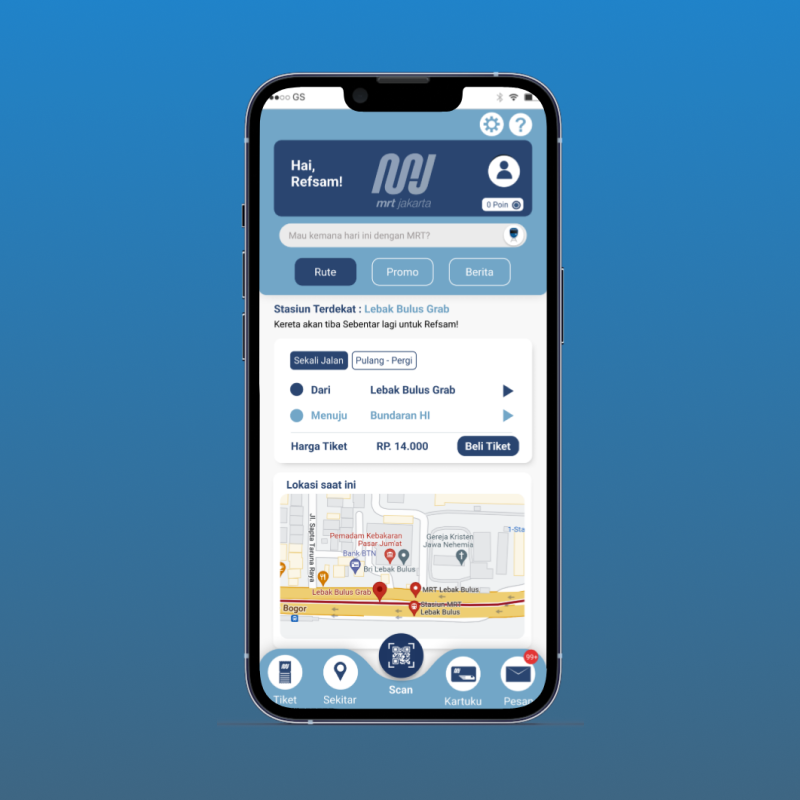 GS
Hai,
Refsam!
mrt jakarta
0 Poin
Mau kemana hari ini dengan MRT?
Rute
Promo
Berita
Stasiun Terdekat : Lebak Bulus Grab
Kereta akan tiba Sebentar lagi untuk Refsam!
Sekali Jalan
Pulang - Pergi
Dari
Lebak Bulus Grab
Menuju
Bundaran HI
Harga Tiket
RP. 14.000
Beli Tiket
Lokasi saat ini
Jl. Sapta Taruna Raya
1-Sta
Pemadam Kebakaran
Pasar Jum'at
Gereja Kristen
Jawa Nehemia
Bank BTN
Bri Lebak Bulus
Lebak Bulus Grab
MRT Lebak Bulus
Stasiun MRT
Lebak Bulus
Bogor
99+
Tiket
Sekitar
Scan
Kartuku
Pesan